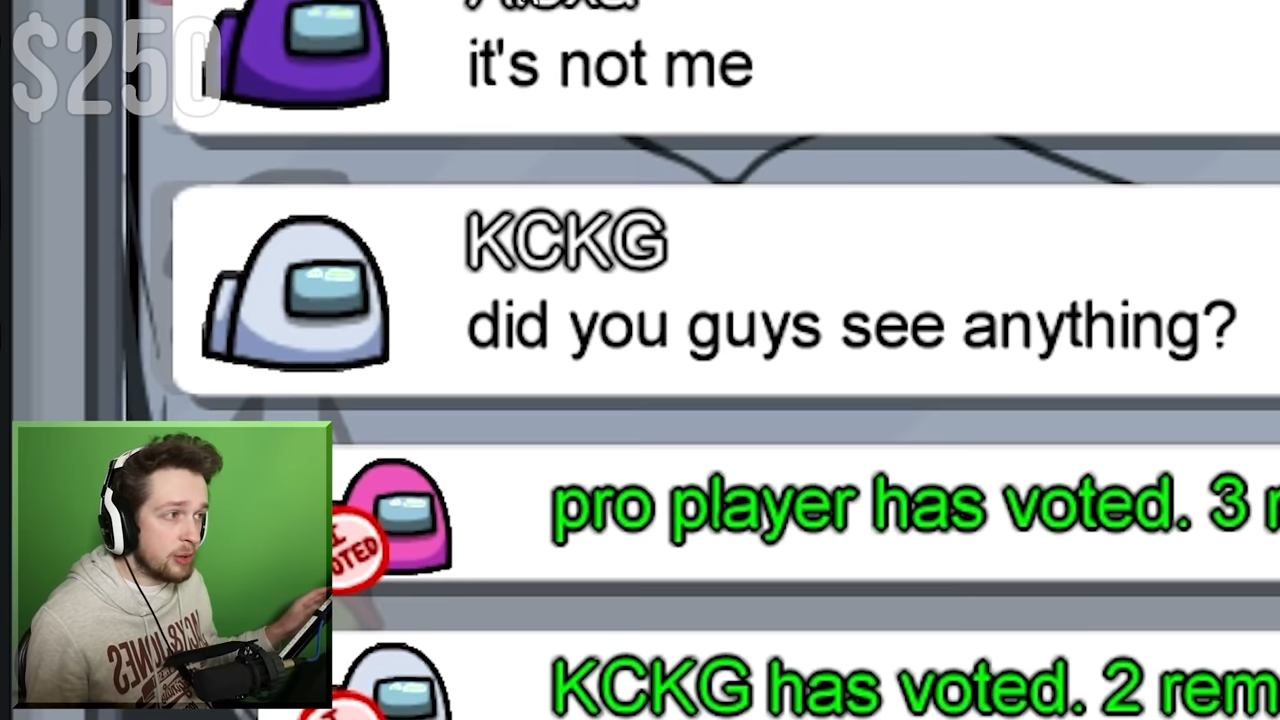 $250
it's not me
KCKG
did you guys see anything?
pro player has voted. 3
KCKG has voted. 2